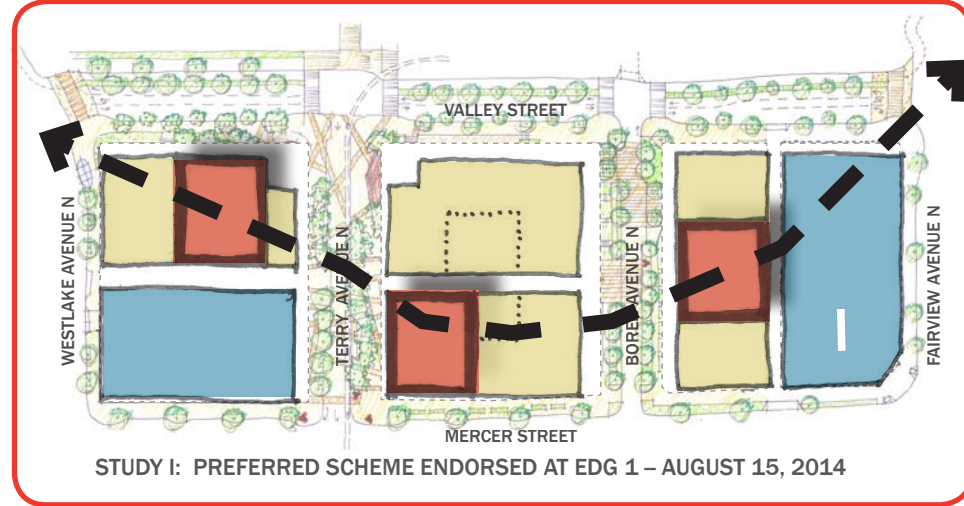 VALLEY STREET
WESTLAKE AVENUE N
TERRY AVENUE N
BOREN AVENUE N
FAIRVIEW AVENUE N
MERCER STREET
STUDY I: PREFERRED SCHEME ENDORSED AT EDG 1 – AUGUST 15, 2014